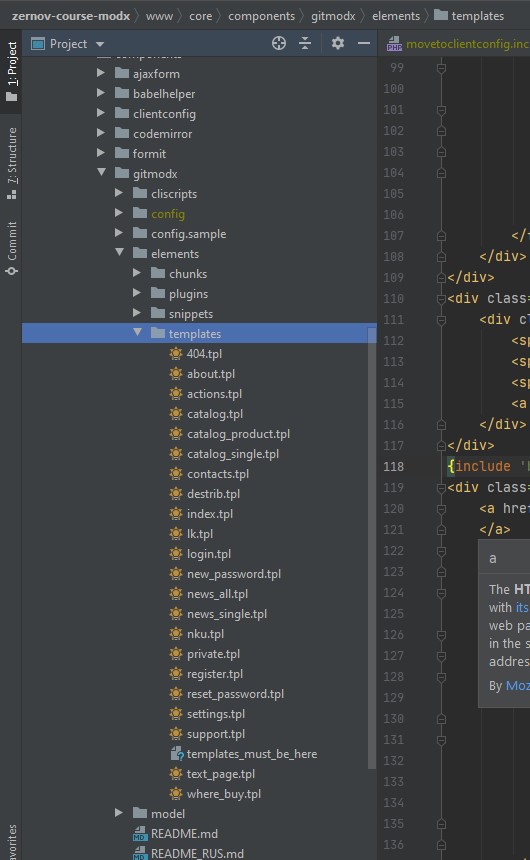 zernov-course-modx
www
core
components
gitmodx
elements
templates
1: Project
Project
movetoclientconfig.inc
ajaxform
babelhelper
clientconfig
codemirror
formit
gitmodx
cliscripts
config
config.sample
elements
chunks
plugins
snippets
templates
404.tpl
about.tpl
actions.tpl
catalog.tpl
catalog_product.tpl
catalog_single.tpl
contacts.tpl
destrib.tpl
index.tpl
lk.tpl
login.tpl
new_password.tpl
news_all.tpl
news_single.tpl
nku.tpl
private.tpl
register.tpl
reset_password.tpl
settings.tpl
support.tpl
templates_must_be_here
text_page.tpl
where_buy.tpl
model
README.md
README_RUS.md
7: Structure
Commit
99
100
101
102
103
104
105
106
107 </
108 </div>
109 </div>
110 <div class=
111 <div cl
112 <sp
113 <sp
114 <sp
115 <a
116 </div>
117 </div>
118 {include '
119 <div class=
120 <a hre
121 </a>
122
123
124
125
126
127
128
129
130
131
132
133
134
135
136
a
The HT
with its
web pa
in the s
addres
By Moz